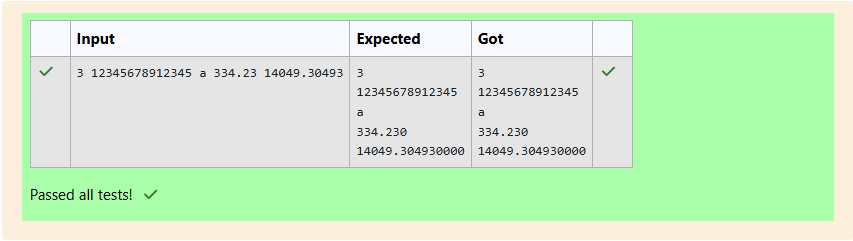 Input Expected Got
3 12345678912345 a 334.23 14049.30493 3 3
12345678912345 12345678912345
a a
334.230 334.230
14049.304930000 14049.304930000
Passed all tests!